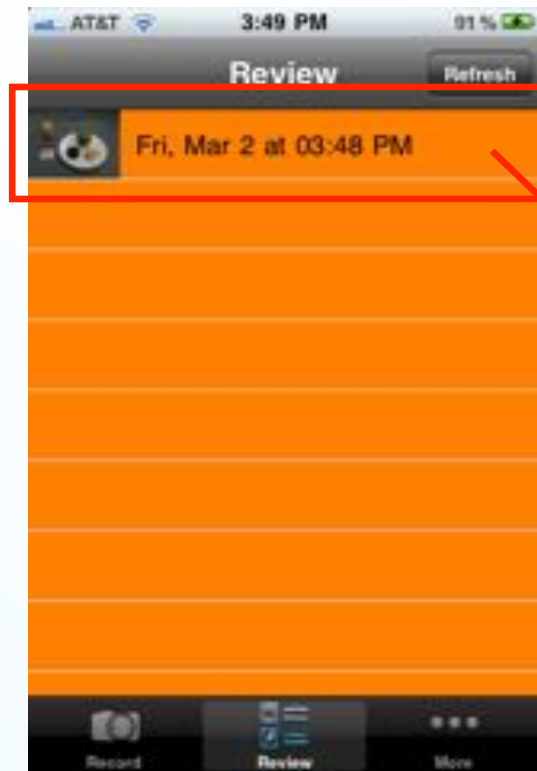 AT&T 3:49 PM 91%
Review Refresh
Fri, Mar 2 at 03:48 PM
Record Review More